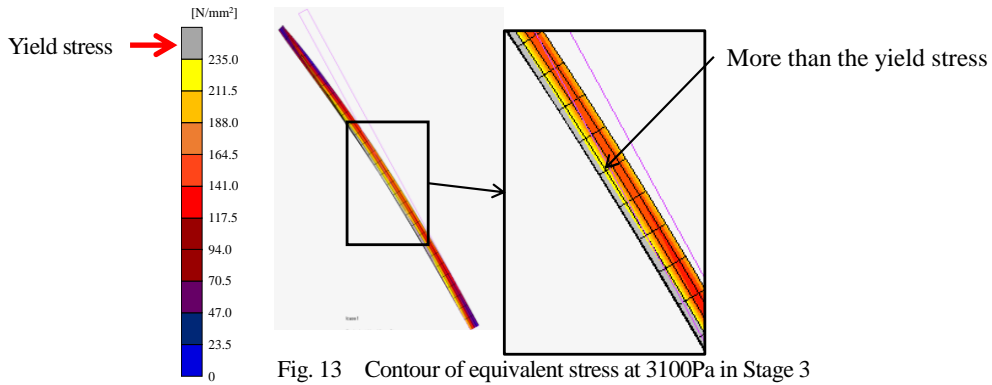 [N/mm²]
Yield stress
235.0
211.5
188.0
164.5
141.0
117.5
94.0
70.5
47.0
23.5
0
More than the yield stress
Fig. 13 Contour of equivalent stress at 3100Pa in Stage 3